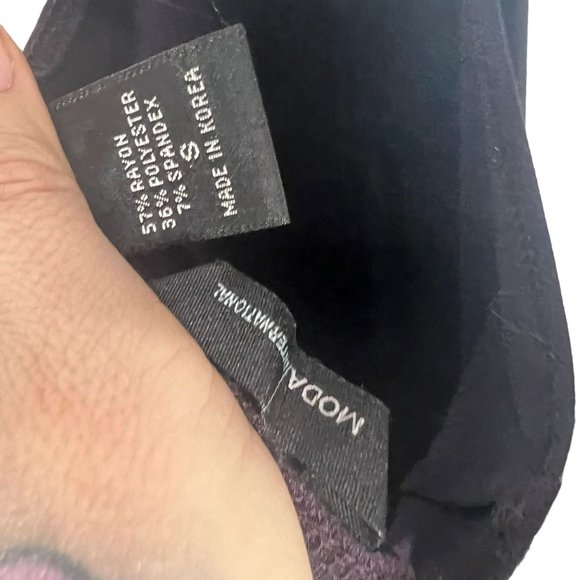 57% RAYON
36% POLYESTER
7% SPANDEX
S
MADE IN KOREA
MODA INTERNATIONAL